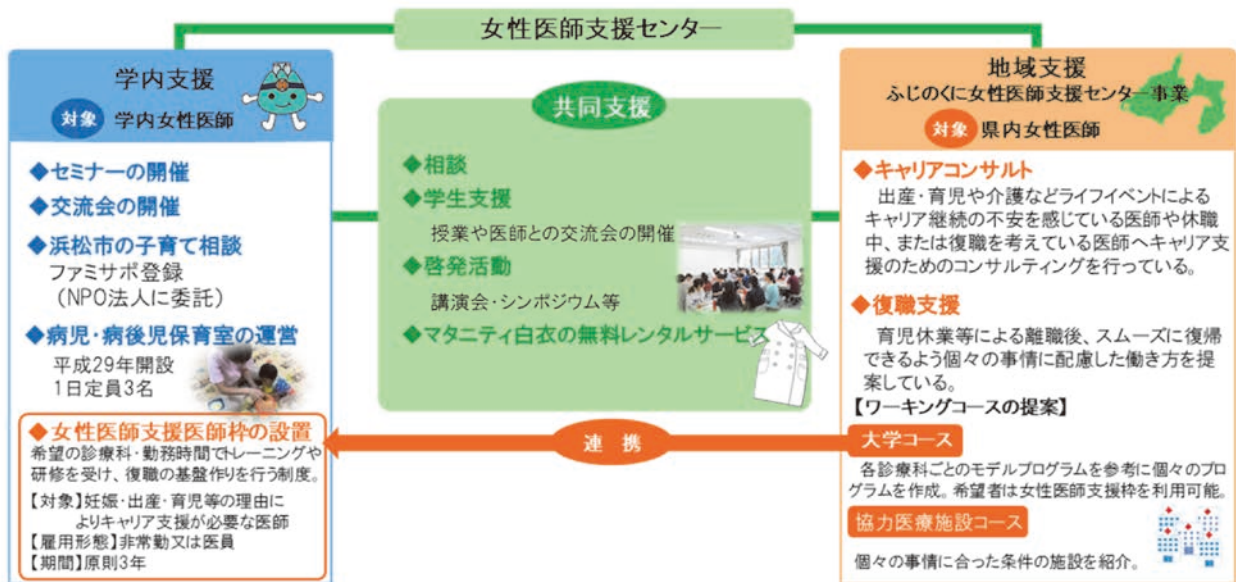 女性医師支援センター
学内支援
対象 学内女性医師
◆セミナーの開催
◆交流会の開催
◆浜松市の子育て相談
ファミサポ登録
(NPO法人に委託)
◆病児・病後児保育室の運営
平成29年開設
1日定員3名
◆女性医師支援医師枠の設置
希望の診療科・勤務時間でトレーニングや
研修を受け、復職の基盤作りを行う制度。
【対象】妊娠・出産・育児等の理由に
よりキャリア支援が必要な医師
【雇用形態】非常勤又は医員
【期間】原則3年
共同支援
◆相談
◆学生支援
授業や医師との交流会の開催
◆啓発活動
講演会・シンポジウム等
◆マタニティ白衣の無料レンタルサービス
連携
地域支援
ふじのくに女性医師支援センター事業
対象 県内女性医師
◆キャリアコンサルト
出産・育児や介護などライフイベントによる
キャリア継続の不安を感じている医師や休職
中、または復職を考えている医師へキャリア支
援のためのコンサルティングを行っている。
◆復職支援
育児休業等による離職後、スムーズに復帰
できるよう個々の事情に配慮した働き方を提
案している。
【ワーキングコースの提案】
大学コース
各診療科ごとのモデルプログラムを参考に個々のプロ
グラムを作成。希望者は女性医師支援枠を利用可能。
協力医療施設コース
個々の事情に合った条件の施設を紹介。